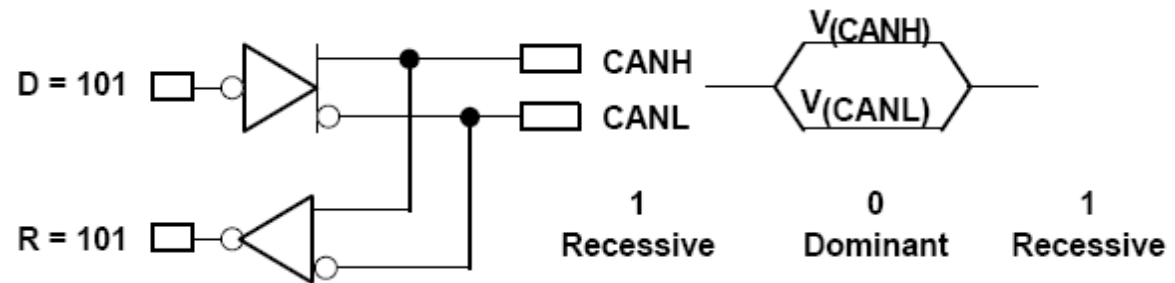 V(CANH)
D = 101
CANH
CANL
V(CANL)
1 0 1
R = 101
Recessive Dominant Recessive